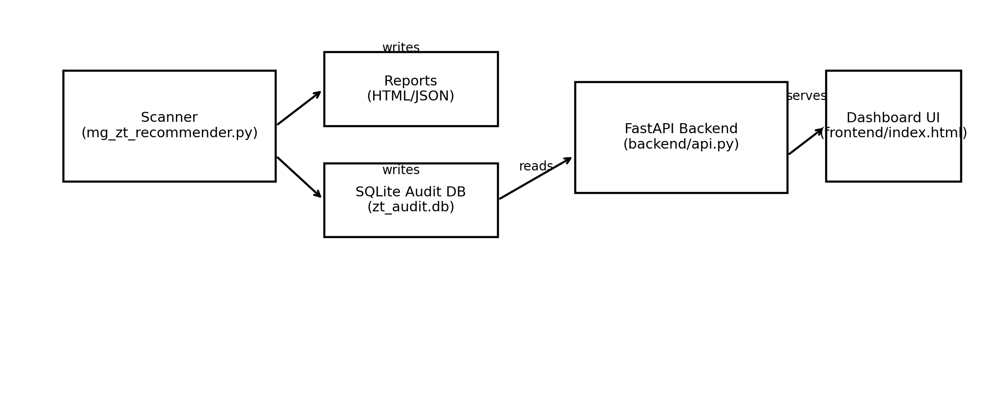 writes
Reports
(HTML/JSON)
Scanner
(mg_zt_recommender.py)
writes
SQLite Audit DB
(zt_audit.db)
reads
FastAPI Backend
(backend/api.py)
serves
Dashboard UI
(frontend/index.html)